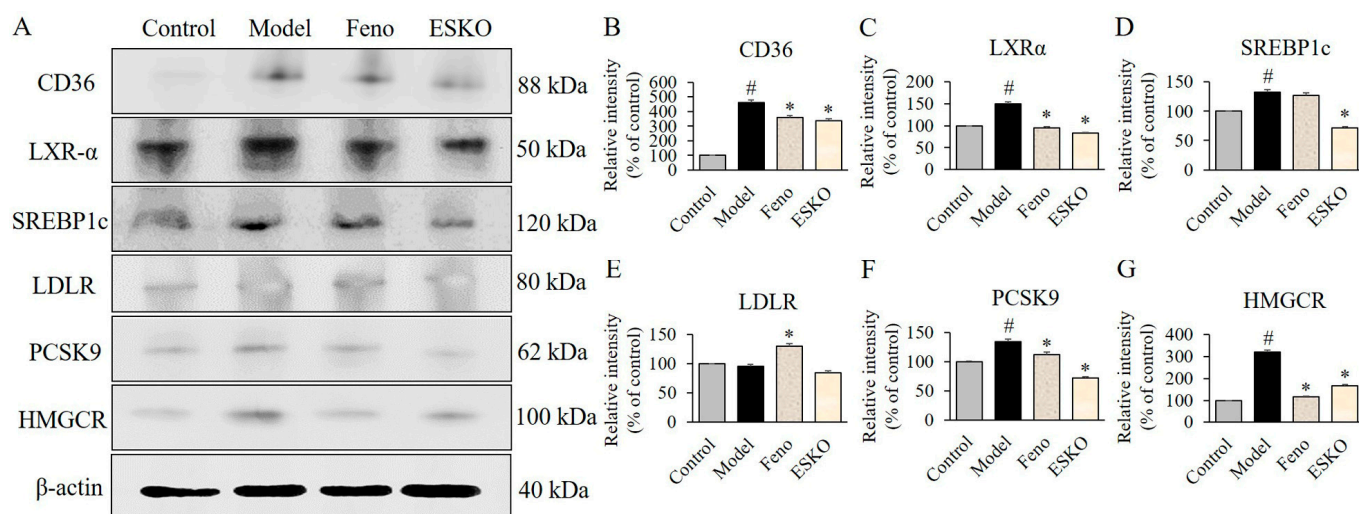 A
Control Model Feno ESKO
CD36 88 kDa
LXR-α 50 kDa
SREBP1c 120 kDa
LDLR 80 kDa
PCSK9 62 kDa
HMGCR 100 kDa
β-actin 40 kDa
B
CD36
Relative intensity
(% of control)
600
500
400
300
200
100
#
*
*
Control Model Feno ESKO
C
LXRα
Relative intensity
(% of control)
200
150
100
50
0
#
*
*
Control Model Feno ESKO
D
SREBP1c
Relative intensity
(% of control)
150
100
50
0
#
*
Control Model Feno ESKO
E
LDLR
Relative intensity
(% of control)
150
100
50
0
*
Control Model Feno ESKO
F
PCSK9
Relative intensity
(% of control)
150
100
50
0
#
*
*
Control Model Feno ESKO
G
HMGCR
Relative intensity
(% of control)
400
300
200
100
0
#
*
*
Control Model Feno ESKO